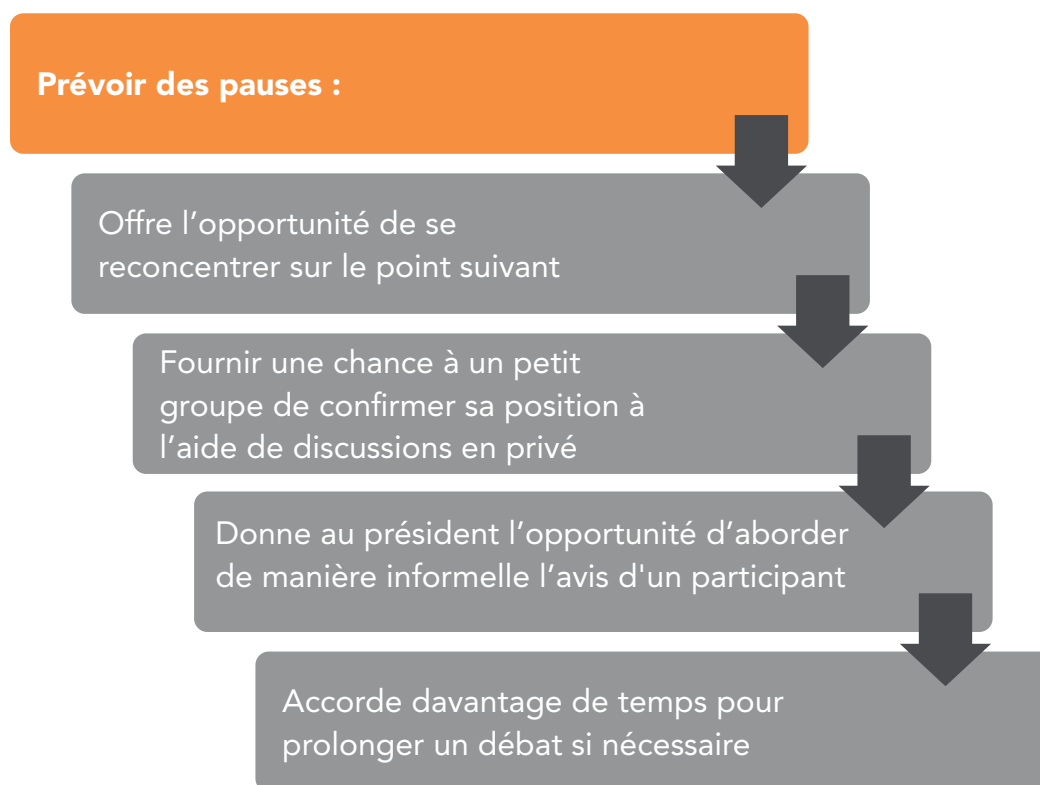 Prévoir des pauses :
Offre l’opportunité de se
reconcentrer sur le point suivant
Fournir une chance à un petit
groupe de confirmer sa position à
l’aide de discussions en privé
Donne au président l’opportunité d’aborder
de manière informelle l’avis d'un participant
Accorde davantage de temps pour
prolonger un débat si nécessaire